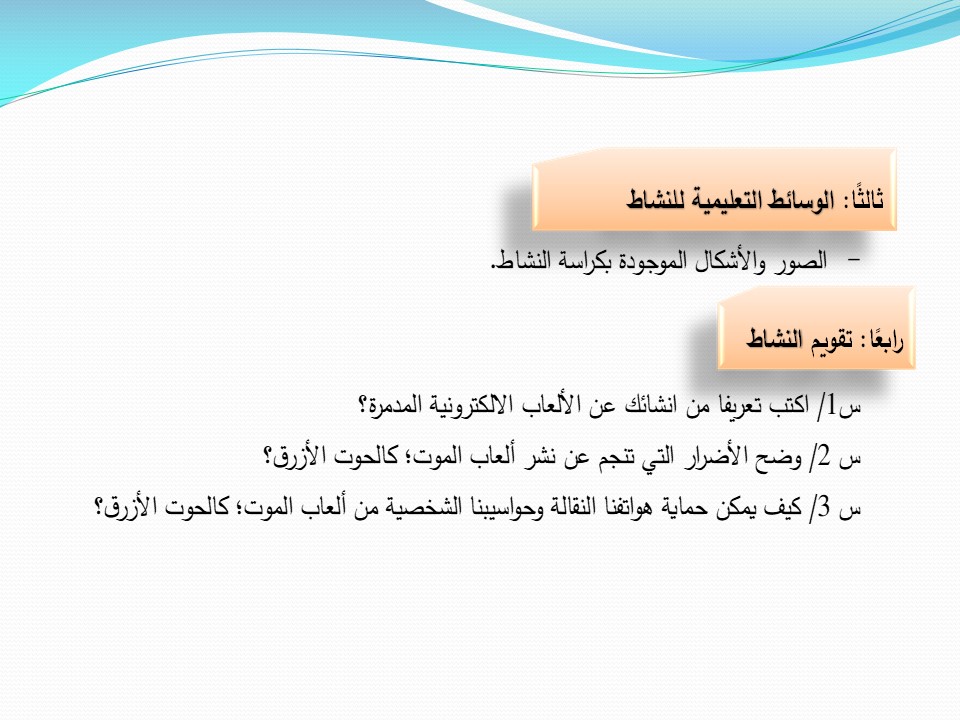 ثالثًا: الوسائط التعليمية للنشاط
- الصور والأشكال الموجودة بكراسة النشاط.
رابعًا: تقويم النشاط
س1/ اكتب تعريفا من انشائك عن الألعاب الالكترونية المدمرة؟
س 2/ وضح الأضرار التي تنجم عن نشر ألعاب الموت؛ كالحوت الأزرق؟
س 3/ كيف يمكن حماية هواتفنا النقالة وحواسيبنا الشخصية من ألعاب الموت؛ كالحوت الأزرق؟